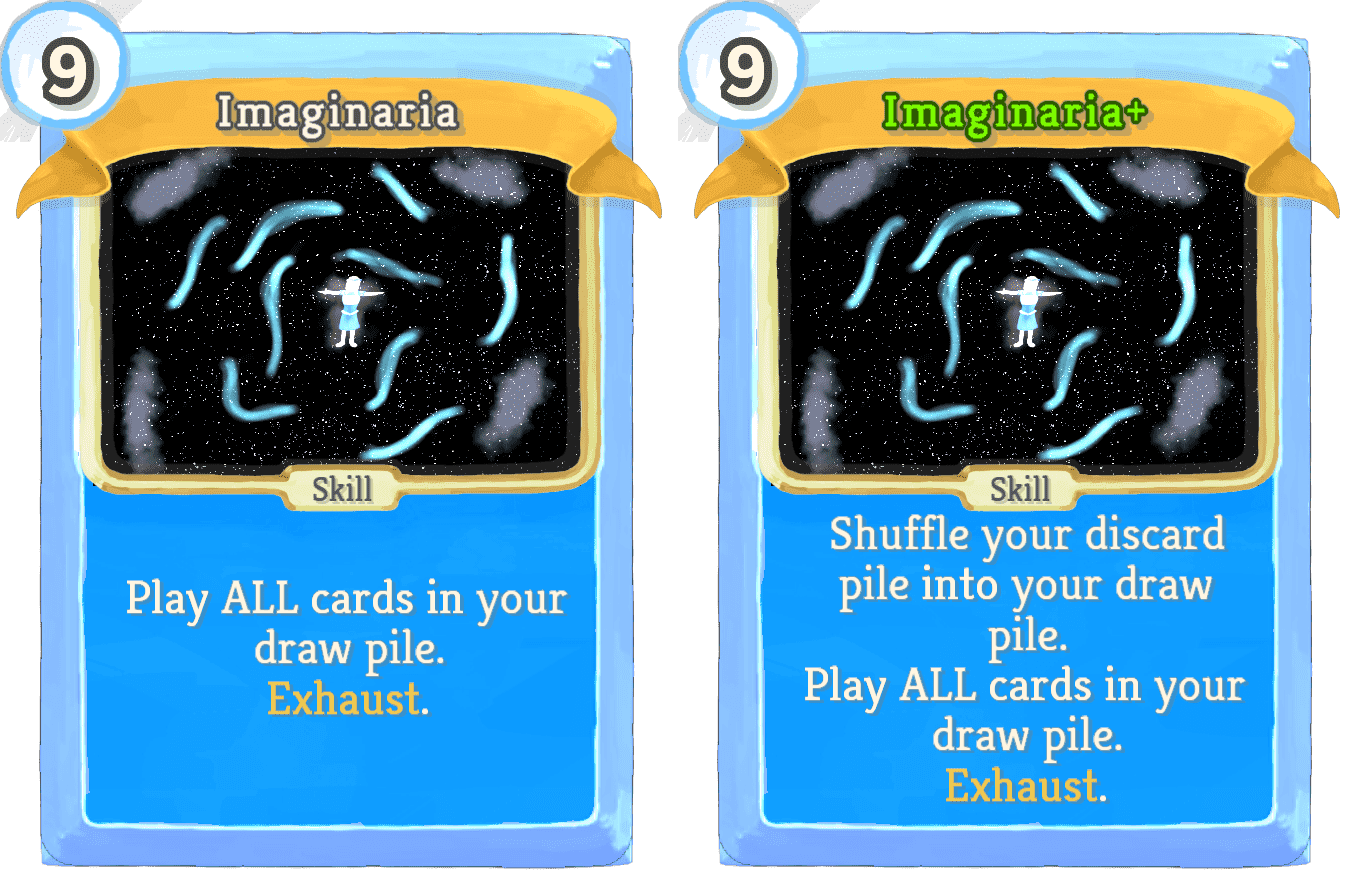 9
Imaginaria
Skill
Play ALL cards in your
draw pile.
Exhaust.
9
Imaginaria+
Skill
Shuffle your discard
pile into your draw
pile.
Play ALL cards in your
draw pile.
Exhaust.